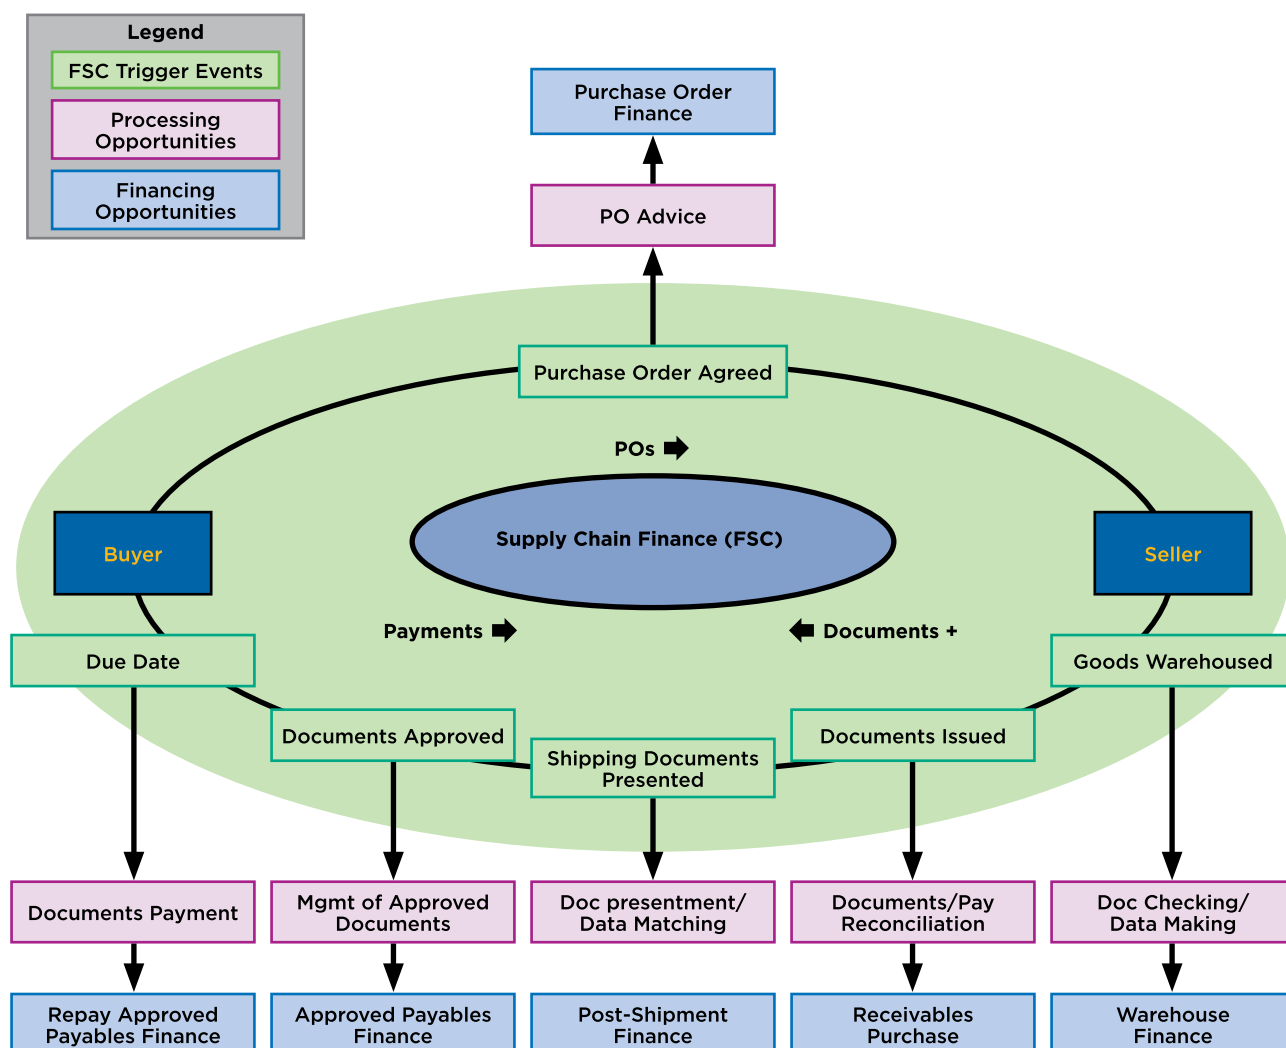 Legend
FSC Trigger Events
Processing
Opportunities
Financing
Opportunities
Purchase Order
Finance
PO Advice
Purchase Order Agreed
POs
Supply Chain Finance (FSC)
Buyer
Seller
Payments
Documents +
Due Date
Goods Warehoused
Documents Approved
Documents Issued
Shipping Documents
Presented
Documents Payment
Mgmt of Approved
Documents
Doc presentment/
Data Matching
Documents/Pay
Reconciliation
Doc Checking/
Data Making
Repay Approved
Payables Finance
Approved Payables
Finance
Post-Shipment
Finance
Receivables
Purchase
Warehouse
Finance